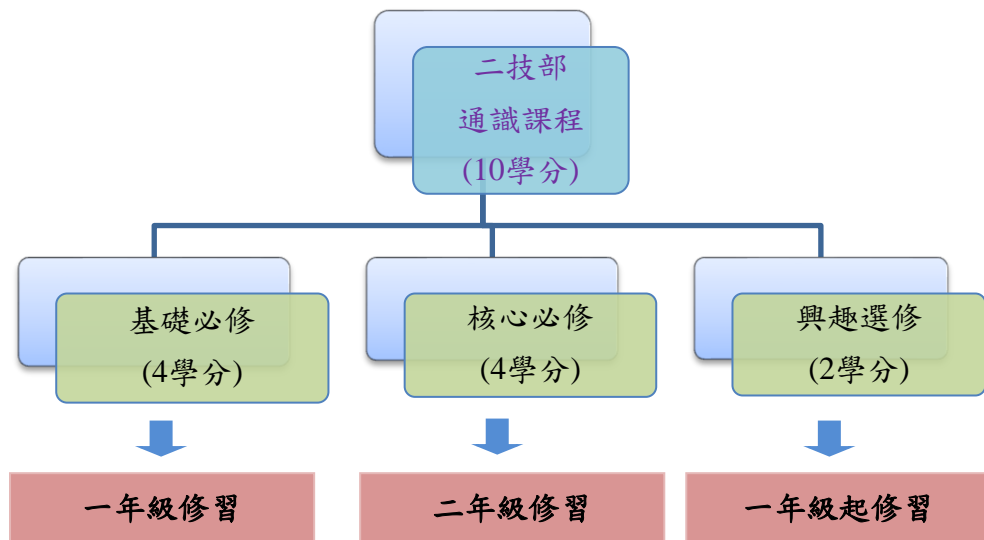 二技部
通識課程
(10學分)
基礎必修
(4學分)
核心必修
(4學分)
興趣選修
(2學分)
一年級修習
二年級修習
一年級起修習